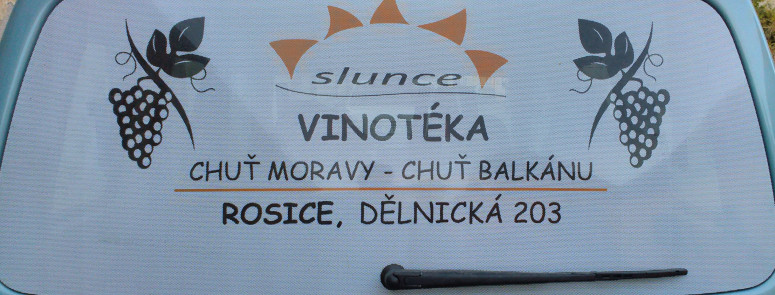 slunce
VINOTÉKA
CHUŤ MORAVY - CHUŤ BALKÁNU
ROSICE, DĚLNICKÁ 203